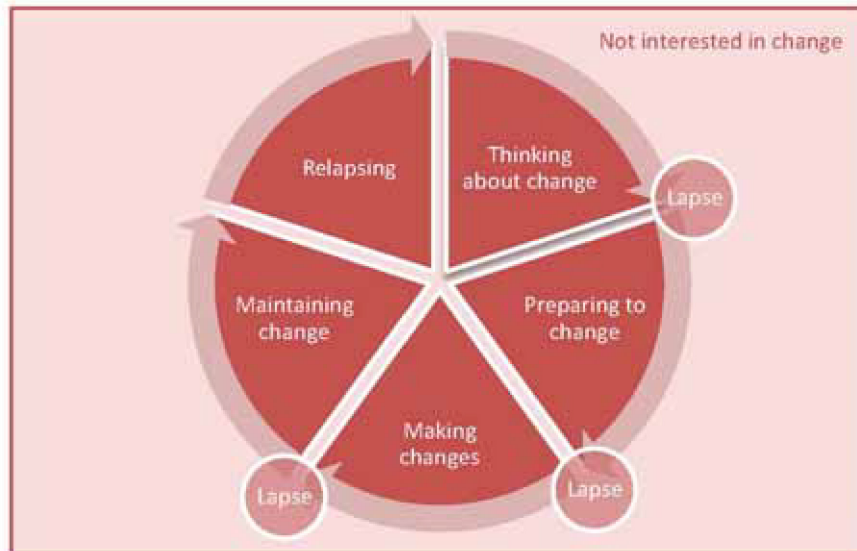 Not interested in change
Relapsing
Thinking
about change
Lapse
Maintaining
change
Preparing to
change
Making
changes
Lapse
Lapse